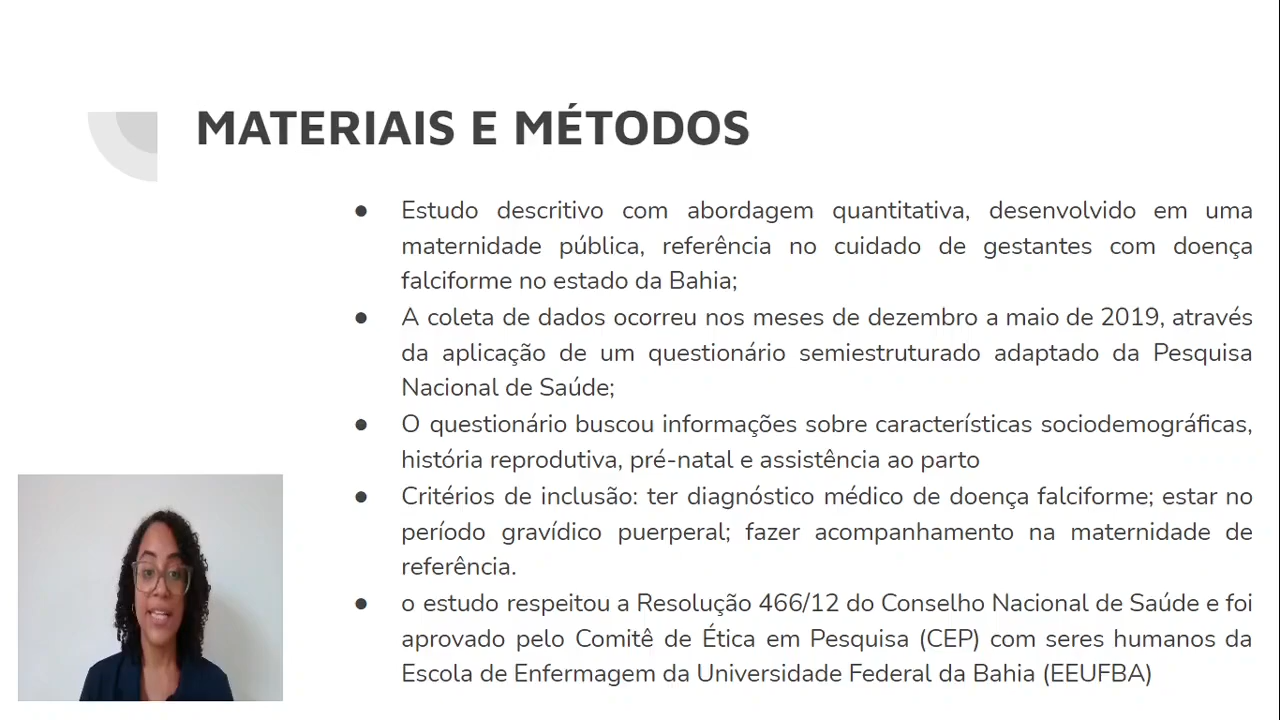 MATERIAIS E MÉTODOS
● Estudo descritivo com abordagem quantitativa, desenvolvido em uma
maternidade pública, referência no cuidado de gestantes com doença
falciforme no estado da Bahia;
● A coleta de dados ocorreu nos meses de dezembro a maio de 2019, através
da aplicação de um questionário semiestruturado adaptado da Pesquisa
Nacional de Saúde;
● O questionário buscou informações sobre características sociodemográficas,
história reprodutiva, pré-natal e assistência ao parto
● Critérios de inclusão: ter diagnóstico médico de doença falciforme; estar no
período gravídico puerperal; fazer acompanhamento na maternidade de
referência.
● o estudo respeitou a Resolução 466/12 do Conselho Nacional de Saúde e foi
aprovado pelo Comitê de Ética em Pesquisa (CEP) com seres humanos da
Escola de Enfermagem da Universidade Federal da Bahia (EEUFBA)